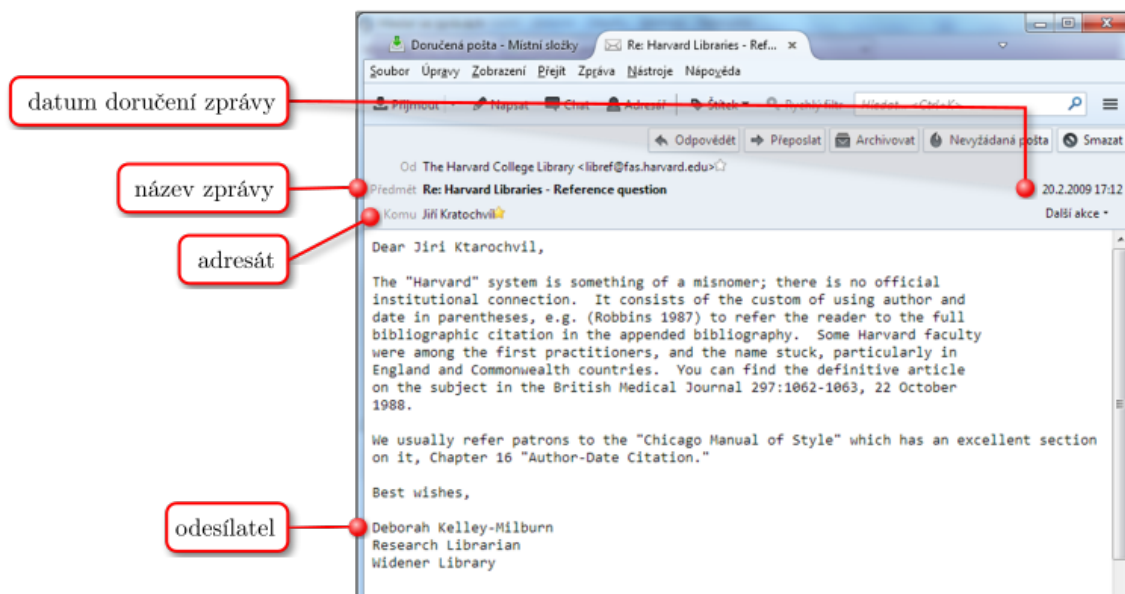 Doručená pošta - Místní složky
Re: Harvard Libraries - Ref... ×
Soubor Úpravy Zobrazení Přejít Zpráva Nástroje Nápověda
datum doručení zprávy
Přijmout Napsat Chat Adresář Štítek Rychlý filtr Hledat <Ctrl+K>
Odpovědět Přeposlat Archivovat Nevyžádaná pošta Smazat
Od The Harvard College Library <libref@fas.harvard.edu>
název zprávy
Předmět Re: Harvard Libraries - Reference question 20.2.2009 17:12
Komu Jiří Kratochvíl Další akce
adresát
Dear Jiri Ktarochvil,
The "Harvard" system is something of a misnomer; there is no official
institutional connection. It consists of the custom of using author and
date in parentheses, e.g. (Robbins 1987) to refer the reader to the full
bibliographic citation in the appended bibliography. Some Harvard faculty
were among the first practitioners, and the name stuck, particularly in
England and Commonwealth countries. You can find the definitive article
on the subject in the British Medical Journal 297:1062-1063, 22 October
1988.
We usually refer patrons to the "Chicago Manual of Style" which has an excellent section
on it, Chapter 16 "Author-Date Citation."
Best wishes,
odesílatel
Deborah Kelley-Milburn
Research Librarian
Widener Library